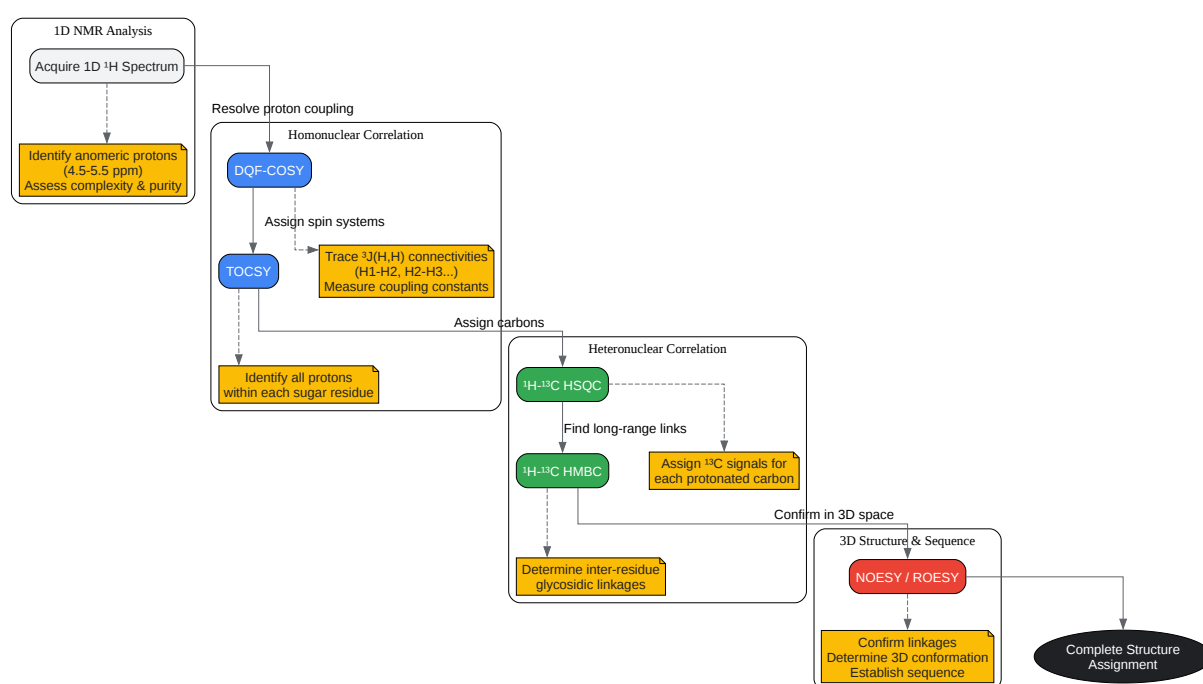 1D NMR Analysis
Acquire 1D ¹H Spectrum
Identify anomeric protons
(4.5-5.5 ppm)
Assess complexity & purity
Resolve proton coupling
Homonuclear Correlation
DQF-COSY
Assign spin systems
Trace ³J(H,H) connectivities
(H1-H2, H2-H3...)
Measure coupling constants
TOCSY
Identify all protons
within each sugar residue
Assign carbons
Heteronuclear Correlation
¹H-¹³C HSQC
Find long-range links
Assign ¹³C signals for
each protonated carbon
¹H-¹³C HMBC
Determine inter-residue
glycosidic linkages
Confirm in 3D space
3D Structure & Sequence
NOESY / ROESY
Confirm linkages
Determine 3D conformation
Establish sequence
Complete Structure
Assignment